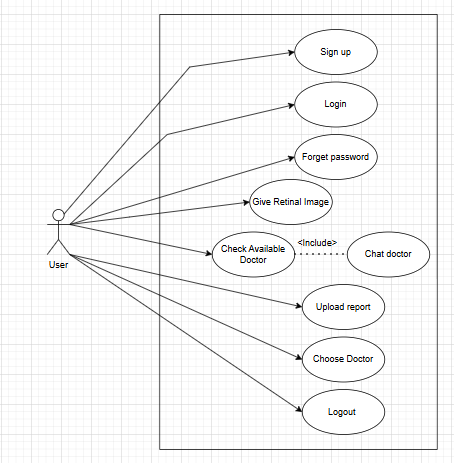 Sign up
Login
Forget password
Give Retinal Image
Check Available
Doctor
<Include>
Chat doctor
User
Upload report
Choose Doctor
Logout